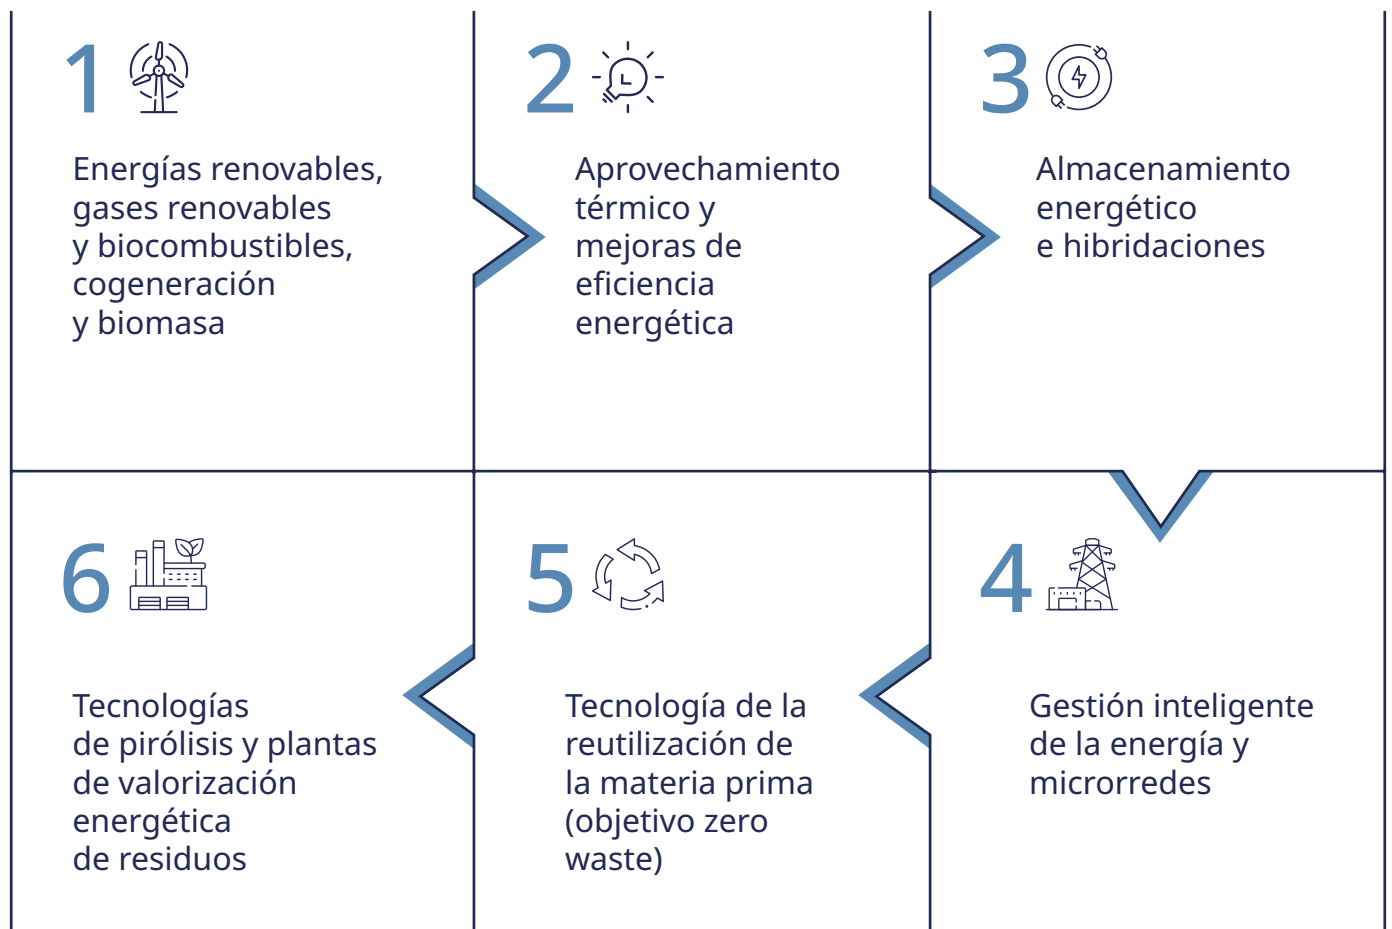 1
Energías renovables,
gases renovables
y biocombustibles,
cogeneración
y biomasa
2
Aprovechamiento
térmico y
mejoras de
eficiencia
energética
3
Almacenamiento
energético
e hibridaciones
4
Gestión inteligente
de la energía y
microrredes
5
Tecnología de la
reutilización de
la materia prima
(objetivo zero
waste)
6
Tecnologías
de pirólisis y plantas
de valorización
energética
de residuos